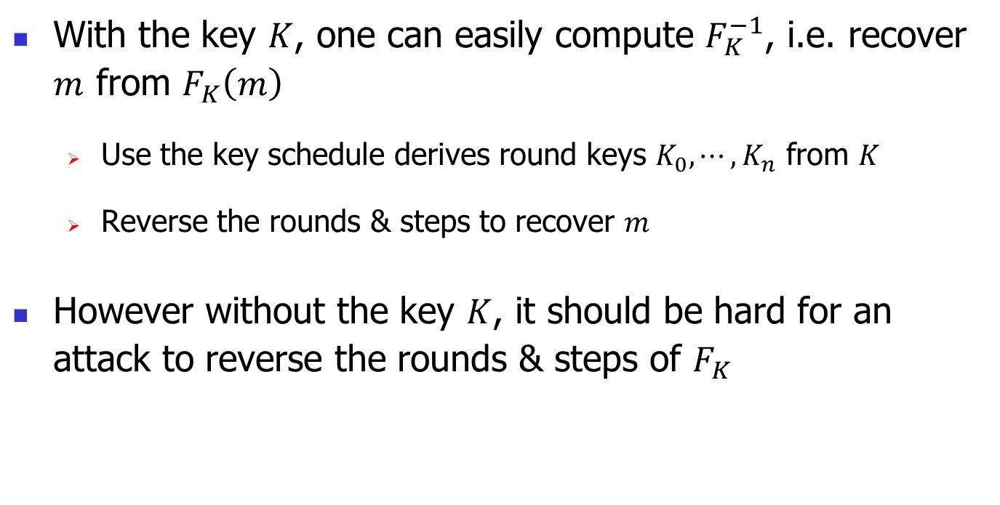 With the key K, one can easily compute F_K^{-1}, i.e. recover
m from F_K(m)
Use the key schedule derives round keys K_0, ⋯ , K_n from K
Reverse the rounds & steps to recover m
However without the key K, it should be hard for an
attack to reverse the rounds & steps of F_K